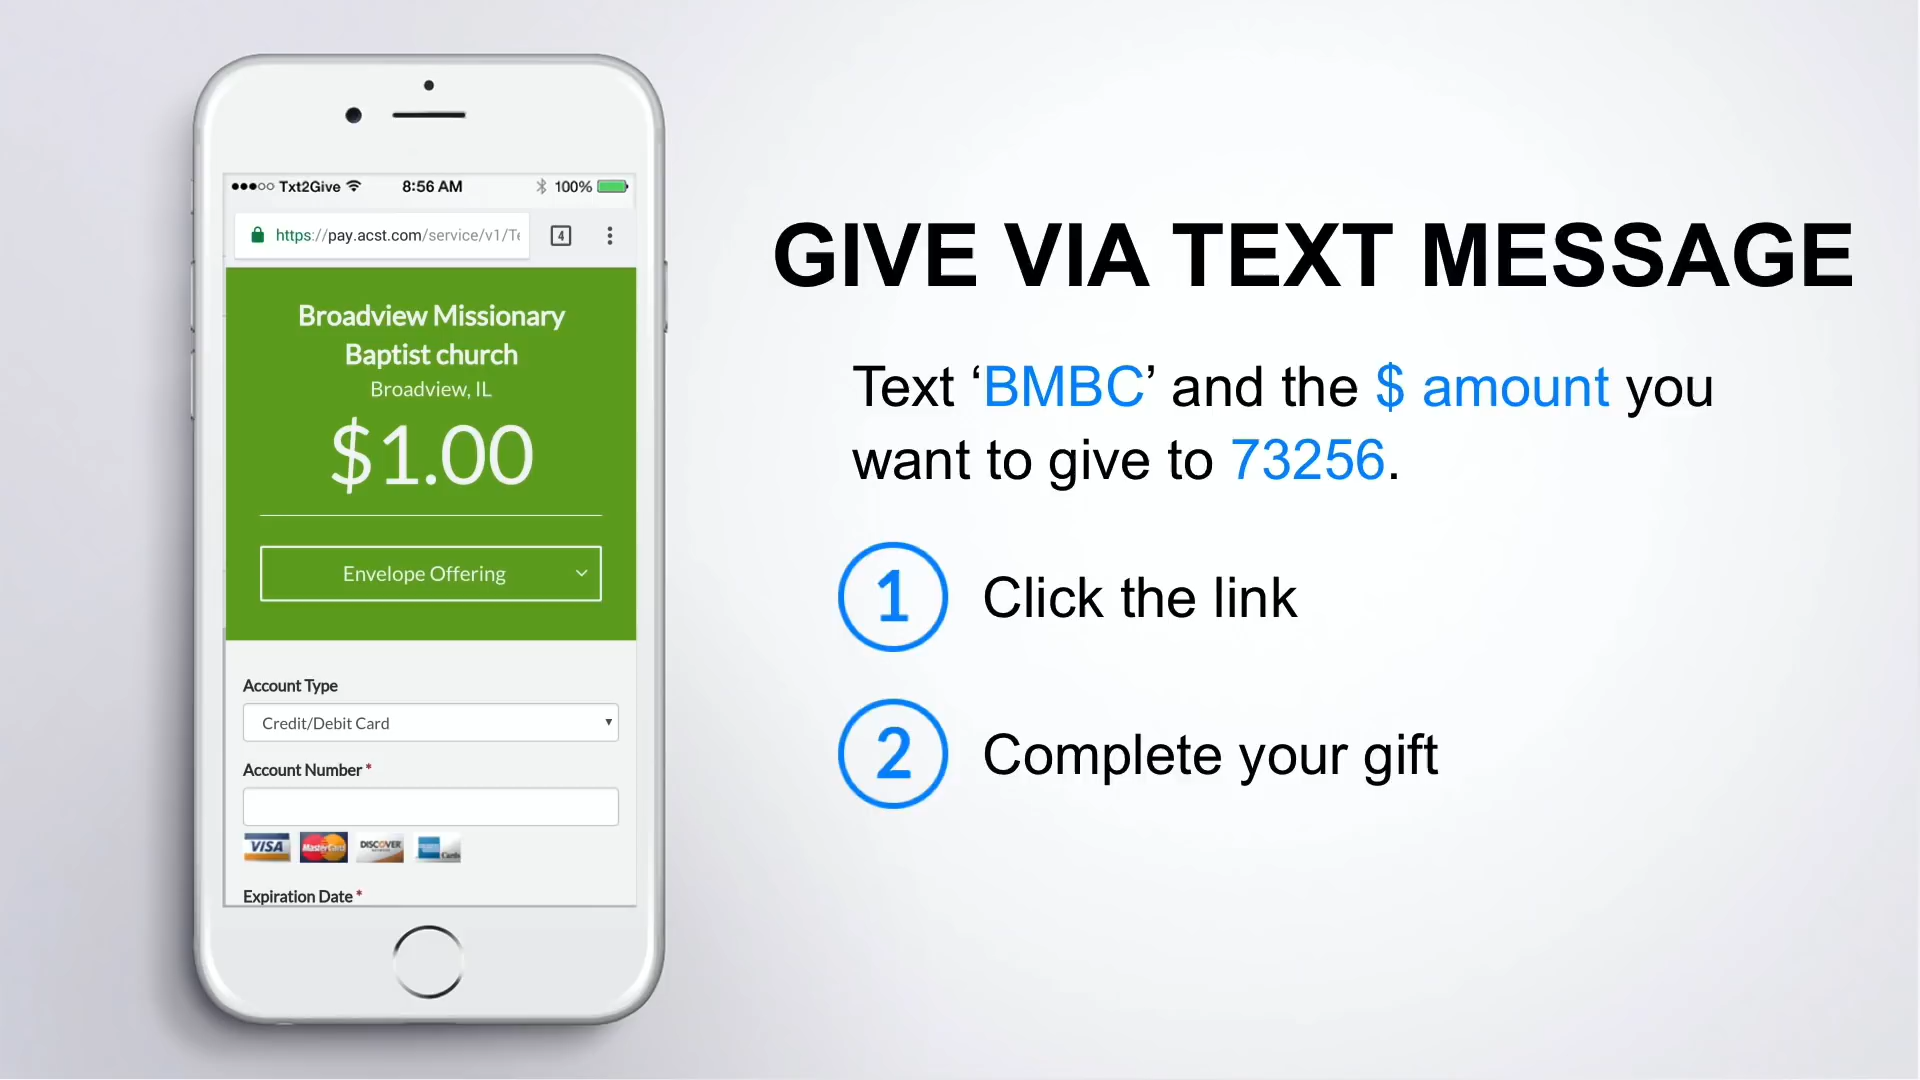 Txt2Give
8:56 AM
100%
https://pay.acst.com/service/v1/Te
4
Broadview Missionary
Baptist church
Broadview, IL
$1.00
Envelope Offering
Account Type
Credit/Debit Card
Account Number *
VISA
MasterCard
DISCOVER
Cards
Expiration Date *
GIVE VIA TEXT MESSAGE
Text ‘BMBC’ and the $ amount you
want to give to 73256.
1 Click the link
2 Complete your gift